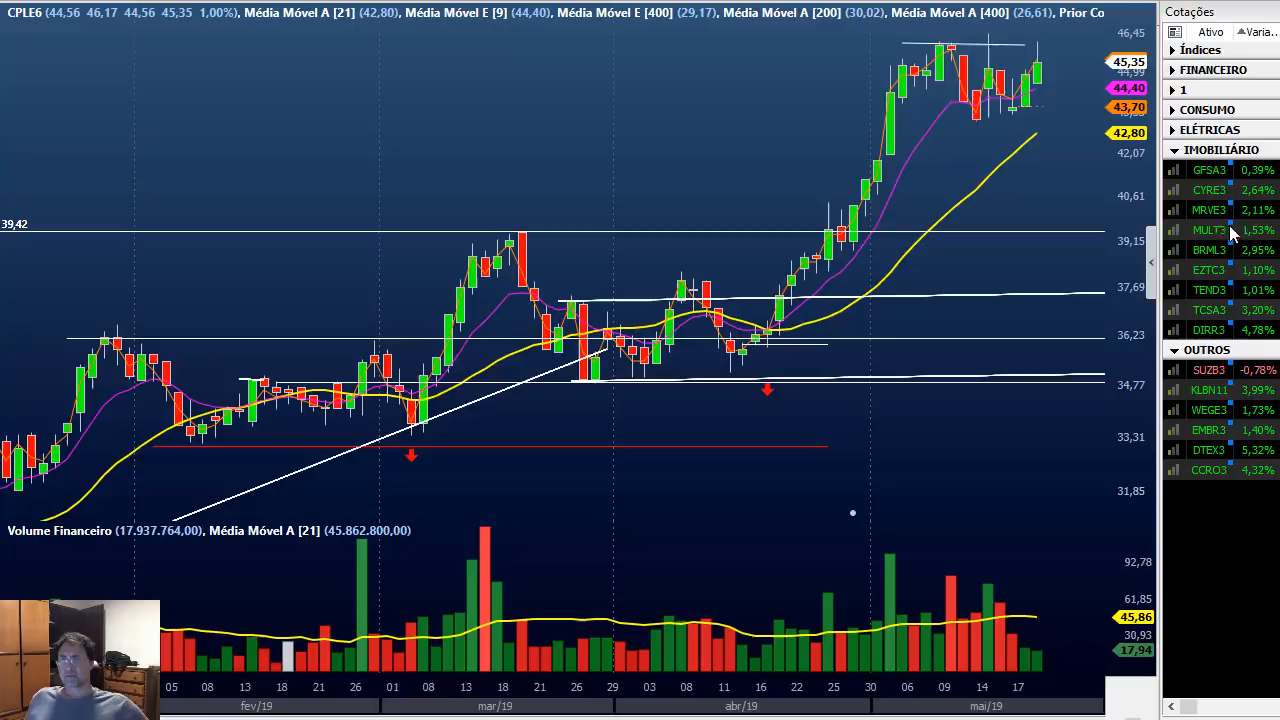 CPLE6 (44,56 46,17 44,56 45,35 1,00%), Média Móvel A [21] (42,80), Média Móvel E [9] (44,40), Média Móvel E [400] (29,17), Média Móvel A [200] (30,02), Média Móvel A [400] (26,61), Prior Co
46,45
45,35
44,99
44,40
43,70
42,80
42,07
40,61
39,42
39,15
37,69
36,23
34,77
33,31
31,85
Volume Financeiro (17.937.764,00), Média Móvel A [21] (45.862.800,00)
92,78
61,85
45,86
30,93
17,94
05 08 13 18 21 26 01 08 13 18 21 26 29 03 08 11 16 22 25 30 06 09 14 17
fev/19 mar/19 abr/19 mai/19
Cotações
Ativo Varia...
Índices
FINANCEIRO
1
CONSUMO
ELÉTRICAS
IMOBILIÁRIO
GFSA3 0,39%
CYRE3 2,64%
MRVE3 2,11%
MULT3 1,53%
BRML3 2,95%
EZTC3 1,10%
TEND3 1,01%
TCSA3 3,20%
DIRR3 4,78%
OUTROS
SUZB3 -0,78%
KLBN11 3,99%
WEGE3 1,73%
EMBR3 1,40%
DTEX3 5,32%
CCRO3 4,32%